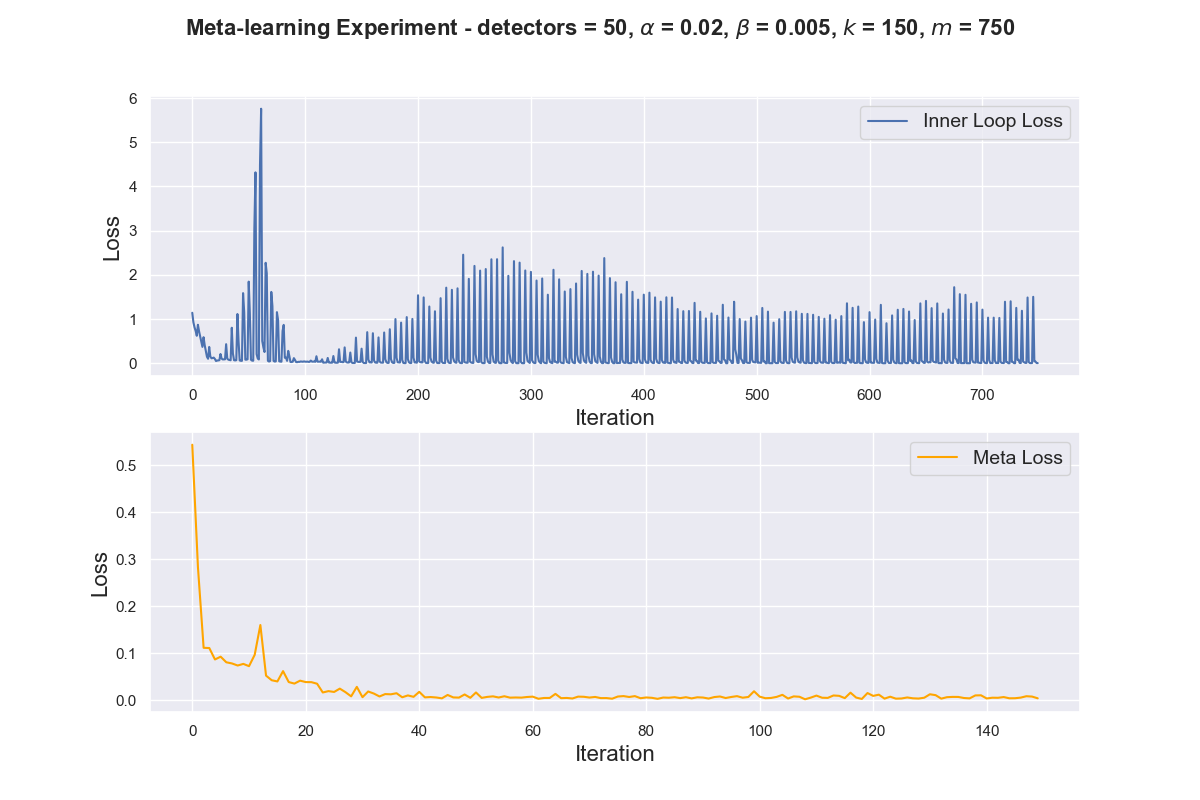 Meta-learning Experiment - detectors = 50, α = 0.02, β = 0.005, k = 150, m = 750
6
5
4
3
2
1
0
Loss
Inner Loop Loss
0 100 200 300 400 500 600 700
Iteration
0.5
0.4
0.3
0.2
0.1
0.0
Loss
Meta Loss
0 20 40 60 80 100 120 140
Iteration